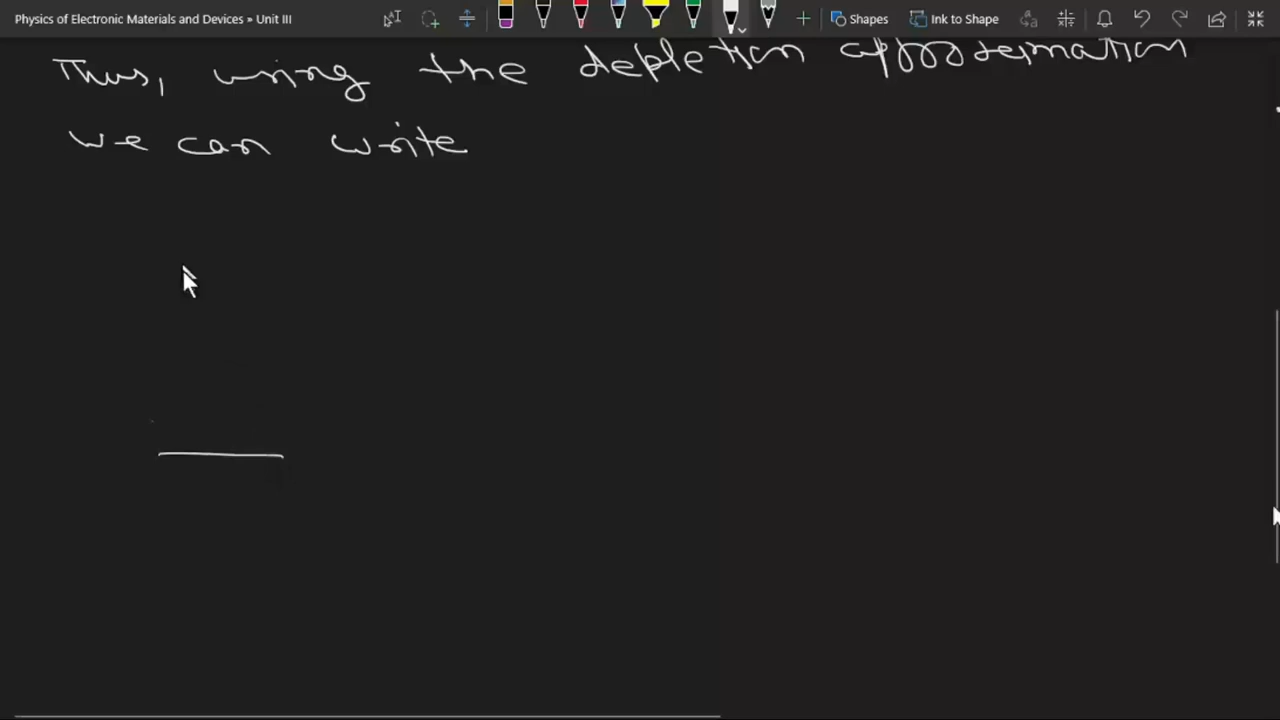 Physics of Electronic Materials and Devices » Unit III
Shapes
Ink to Shape
Thus, using the depletion approximation
we can write